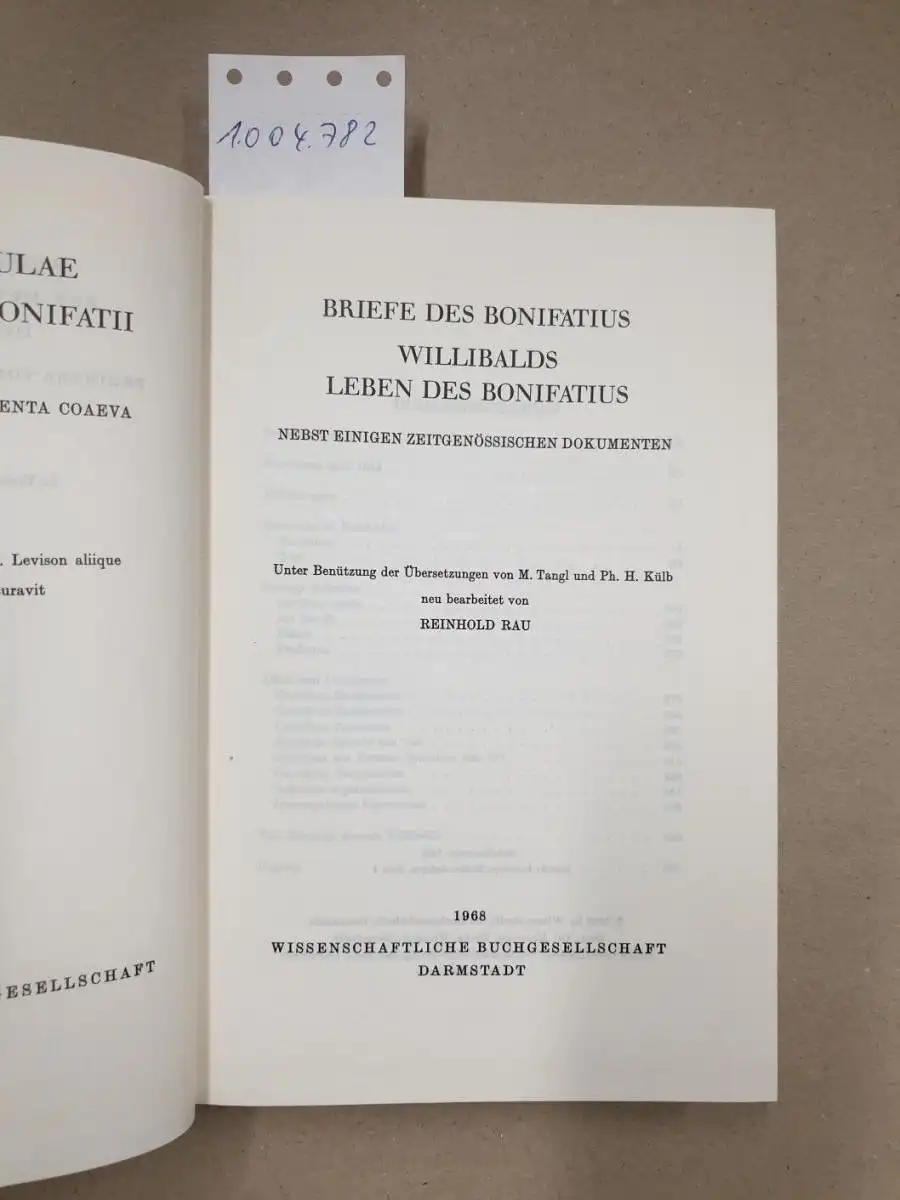 1.004.782
ULAE
ONIFATII
ENTA COAEVA
. Levison aliique
uravit
GESELLSCHAFT
BRIEFE DES BONIFATIUS
WILLIBALDS
LEBEN DES BONIFATIUS
NEBST EINIGEN ZEITGENÖSSISCHEN DOKUMENTEN
Unter Benützung der Übersetzungen von M. Tangl und Ph. H. Külb
neu bearbeitet von
REINHOLD RAU
1968
WISSENSCHAFTLICHE BUCHGESELLSCHAFT
DARMSTADT